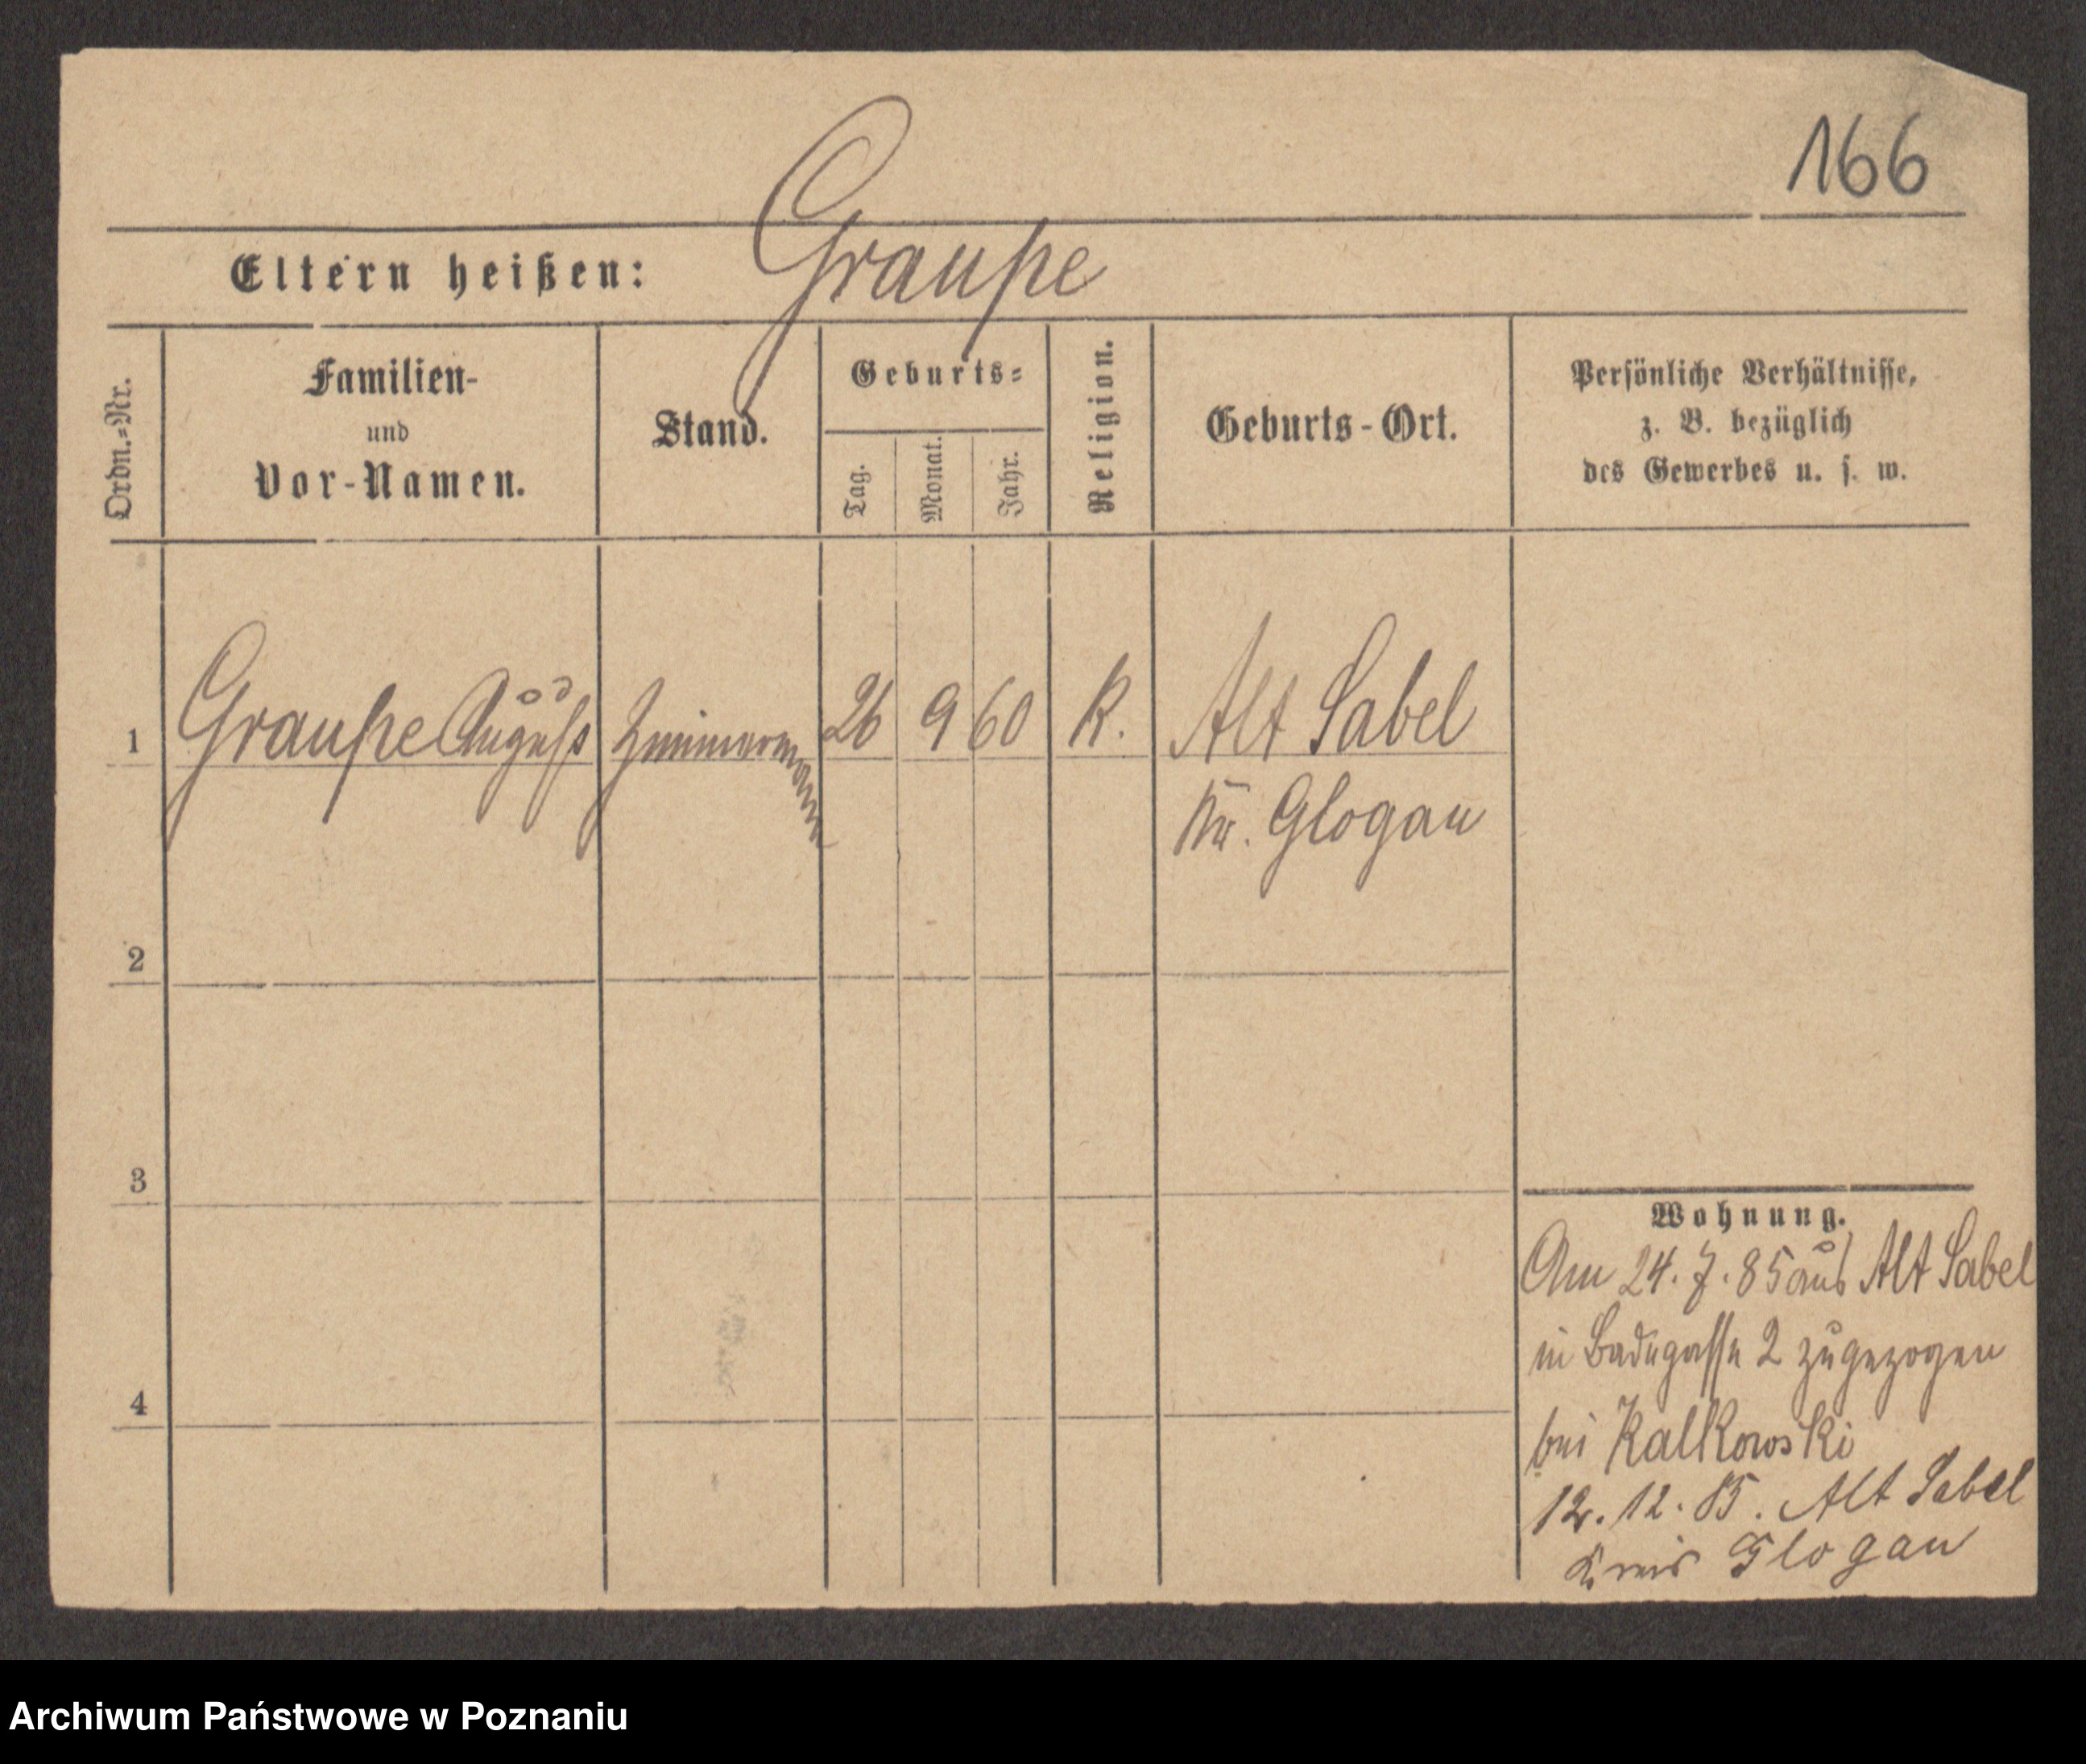 166
Eltern heißen: Graupe
Ordn.=Nr.
Familien-
und
Vor-Namen.
Stand.
Geburts=
Tag.
Monat.
Jahr.
Religion.
Geburts-Ort.
Persönliche Verhältnisse,
z. B. bezüglich
des Gewerbes u. s. w.
1 Graupe August Zimmermann 26 9 60 K. Alt Sabel
Kr. Glogau
2
3
4
Wohnung.
Am 24. 7. 85 aus Alt Sabel
in Badegasse 2 zugezogen
bei Kalkowski
12. 12. 85. Alt Sabel
Kreis Glogau
Archiwum Państwowe w Poznaniu